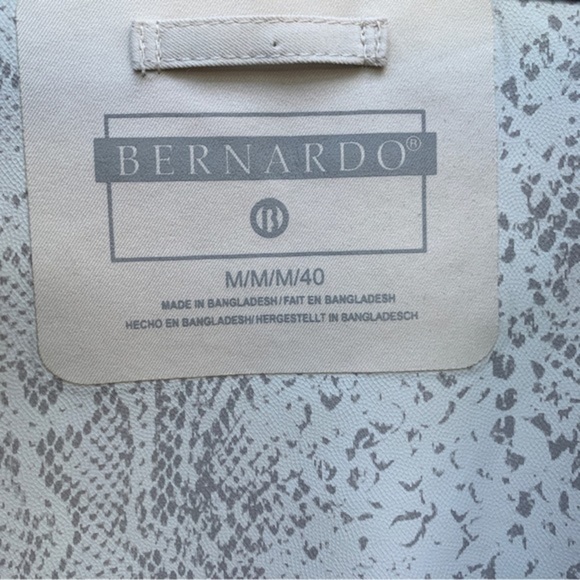 BERNARDO®
B
M/M/M/40
MADE IN BANGLADESH/FAIT EN BANGLADESH
HECHO EN BANGLADESH/HERGESTELLT IN BANGLADESCH